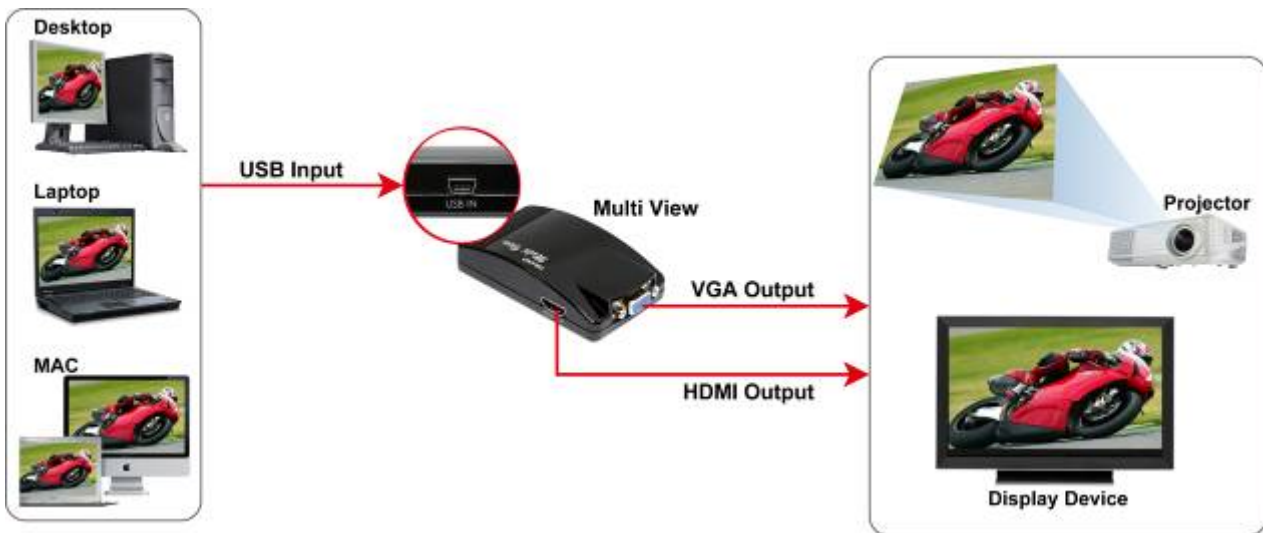 Desktop
Laptop
MAC
USB Input
USB IN
Multi View
VGA Output
HDMI Output
Projector
Display Device